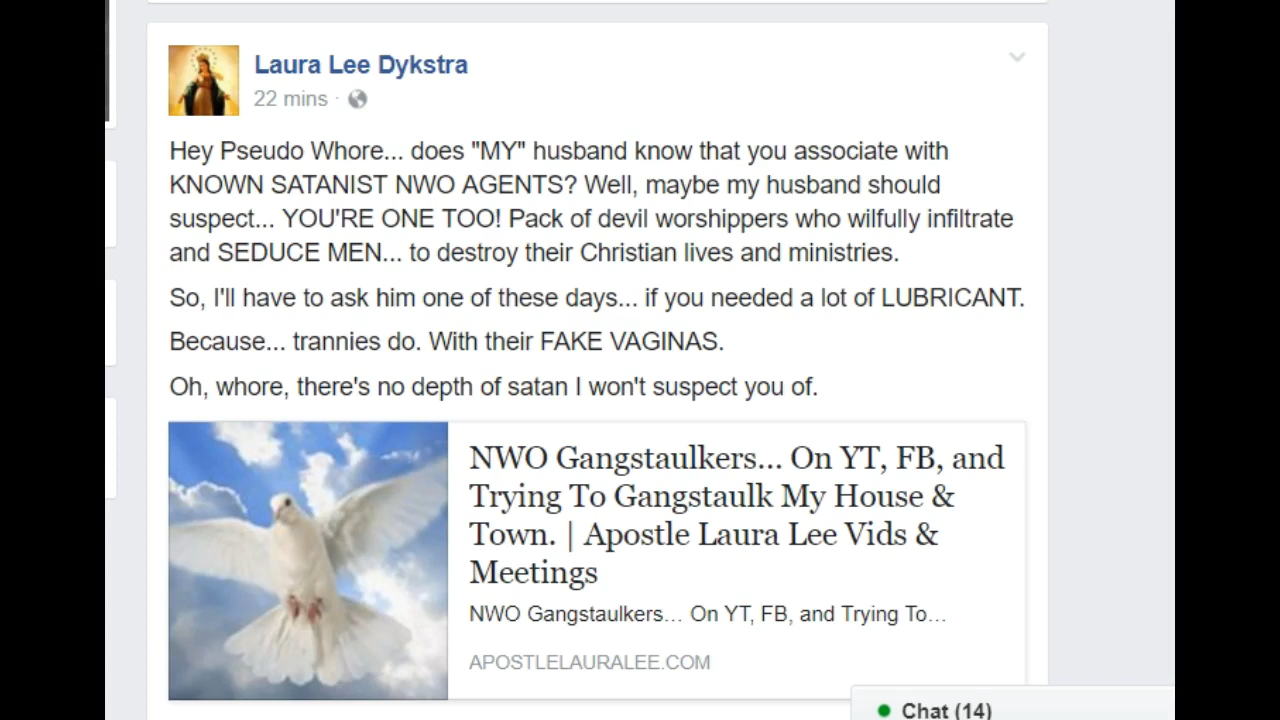 Laura Lee Dykstra
22 mins ·
Hey Pseudo Whore... does "MY" husband know that you associate with
KNOWN SATANIST NWO AGENTS? Well, maybe my husband should
suspect... YOU'RE ONE TOO! Pack of devil worshippers who wilfully infiltrate
and SEDUCE MEN... to destroy their Christian lives and ministries.
So, I'll have to ask him one of these days... if you needed a lot of LUBRICANT.
Because... trannies do. With their FAKE VAGINAS.
Oh, whore, there's no depth of satan I won't suspect you of.
NWO Gangstaulkers... On YT, FB, and
Trying To Gangstaulk My House &
Town. | Apostle Laura Lee Vids &
Meetings
NWO Gangstaulkers... On YT, FB, and Trying To...
APOSTLELAURALEE.COM
Chat (14)